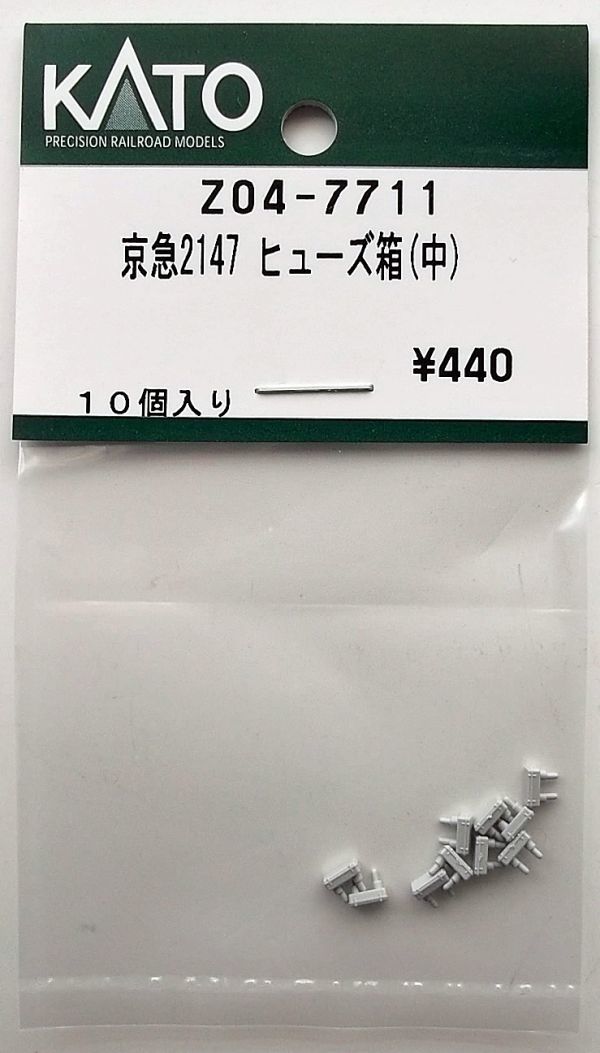 KATO
PRECISION RAILROAD MODELS
Z04-7711
京急2147 ヒューズ箱(中)
¥440
10個入り